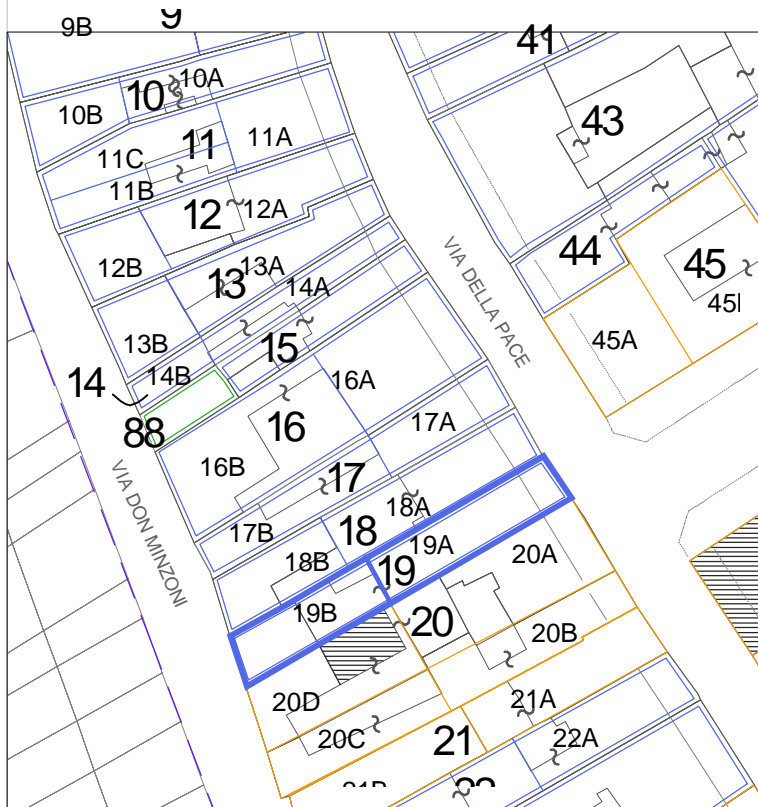 9
9B
41
10A
10
10B
43
11A
11
11C
11B
12A
12
12B
VIA DELLA PACE
44
45
13A
13
14A
45A
13B
15
14B
14
16A
88
16
17A
16B
17
VIA DON MINZONI
18A
17B
18
19A
18B
20A
19
19B
20
20B
20D
21A
20C
21
22A
21B
22